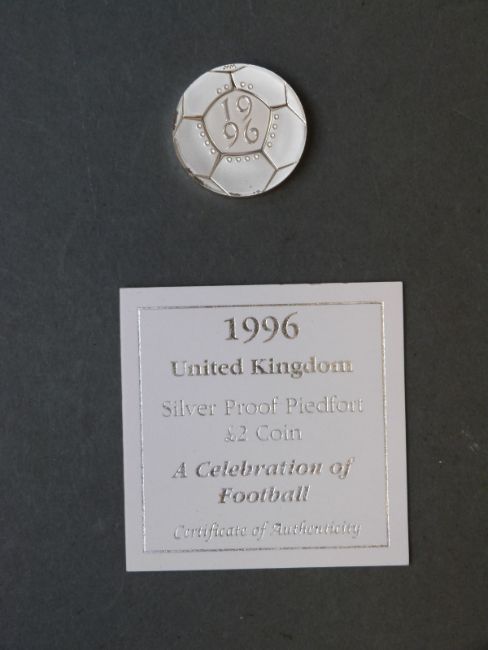 19
96
1996
United Kingdom
Silver Proof Piedfort
£2 Coin
A Celebration of
Football
Certificate of Authenticity